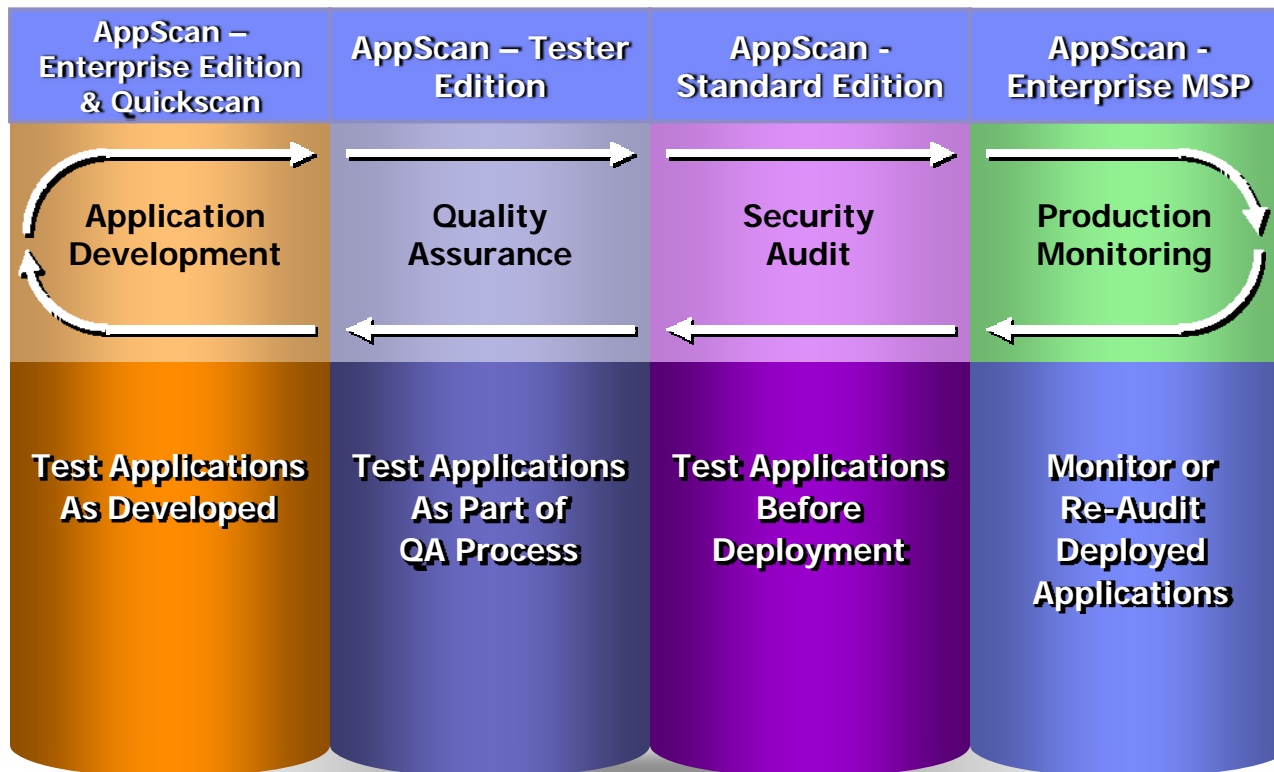 AppScan –
Enterprise Edition
& Quickscan
AppScan – Tester
Edition
AppScan -
Standard Edition
AppScan -
Enterprise MSP
Application
Development
Quality
Assurance
Security
Audit
Production
Monitoring
Test Applications
As Developed
Test Applications
As Part of
QA Process
Test Applications
Before
Deployment
Monitor or
Re-Audit
Deployed
Applications